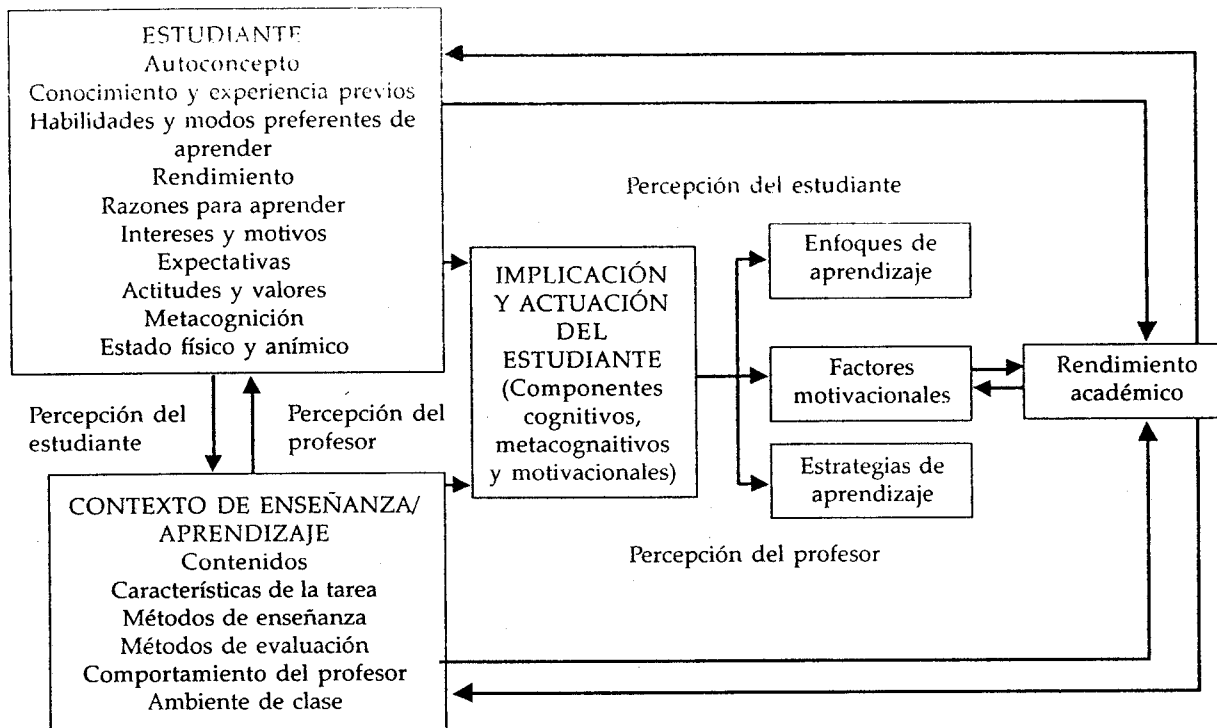 ESTUDIANTE
Autoconcepto
Conocimiento y experiencia previos
Habilidades y modos preferentes de
aprender
Rendimiento
Razones para aprender
Intereses y motivos
Expectativas
Actitudes y valores
Metacognición
Estado físico y anímico
Percepción del
estudiante
Percepción del
profesor
CONTEXTO DE ENSEÑANZA/
APRENDIZAJE
Contenidos
Características de la tarea
Métodos de enseñanza
Métodos de evaluación
Comportamiento del profesor
Ambiente de clase
IMPLICACIÓN
Y ACTUACIÓN
DEL
ESTUDIANTE
(Componentes
cognitivos,
metacognaitivos
y motivacionales)
Percepción del estudiante
Enfoques de
aprendizaje
Factores
motivacionales
Estrategias de
aprendizaje
Percepción del profesor
Rendimiento
académico